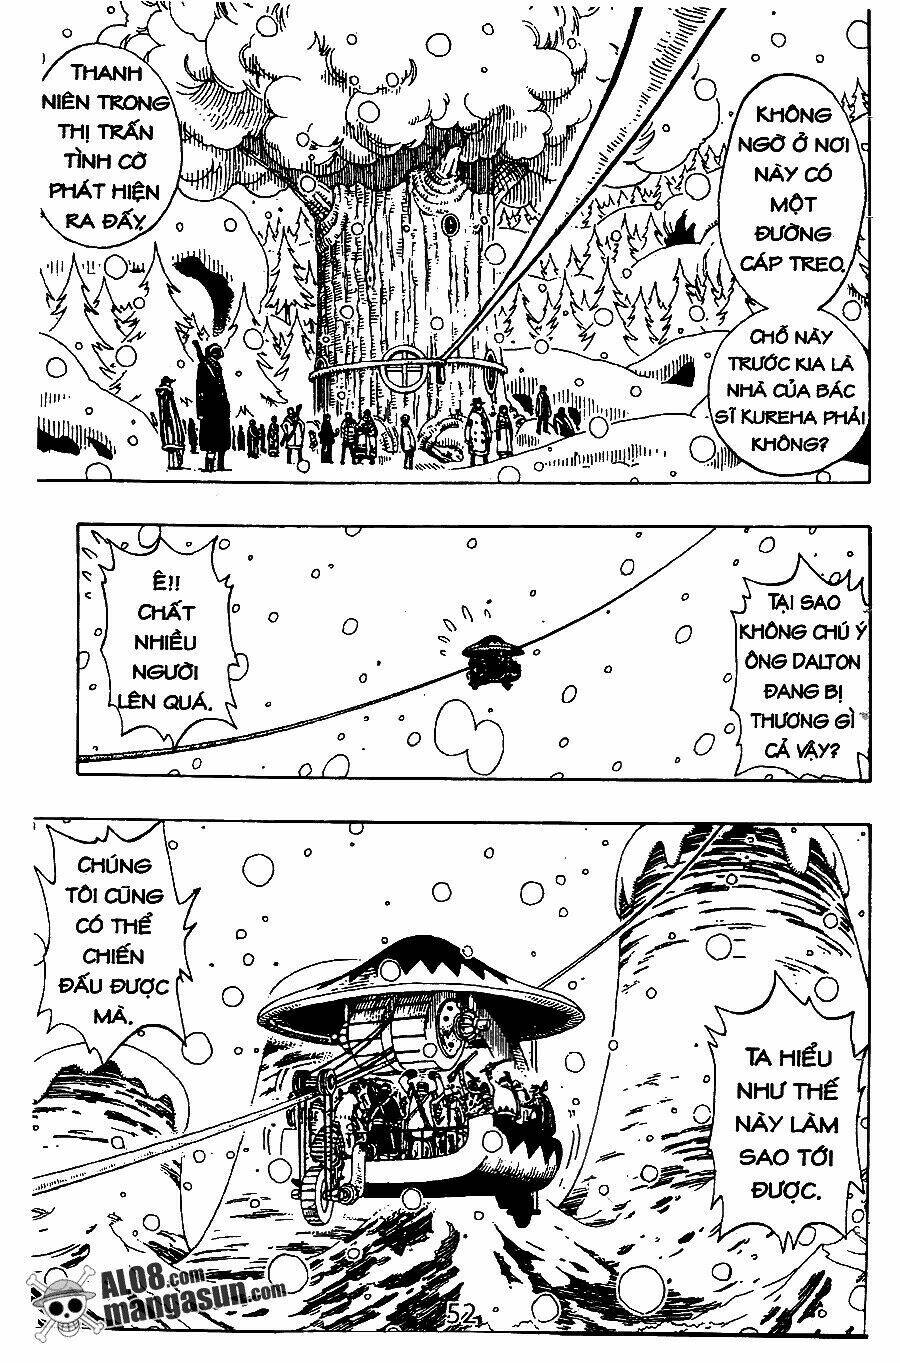 KHÔNG
NGỜ Ở NƠI
NÀY CÓ
MỘT
ĐƯỜNG
CÁP TREO.
CHỖ NÀY
TRƯỚC KIA LÀ
NHÀ CỦA BÁC
SĨ KUREHA PHẢI
KHÔNG?
THANH
NIÊN TRONG
THỊ TRẤN
TÌNH CỜ
PHÁT HIỆN
RA ĐẤY.
TẠI SAO
KHÔNG CHÚ Ý
ÔNG DALTON
ĐANG BỊ
THƯƠNG GÌ
CẢ VẬY?
Ê!!
CHẤT
NHIỀU
NGƯỜI
LÊN QUÁ.
CHÚNG
TÔI CŨNG
CÓ THỂ
CHIẾN
ĐẤU ĐƯỢC
MÀ.
TA HIỂU
NHƯ THẾ
NÀY LÀM
SAO TỚI
ĐƯỢC.
ALQ8.com
mangasun.com
52